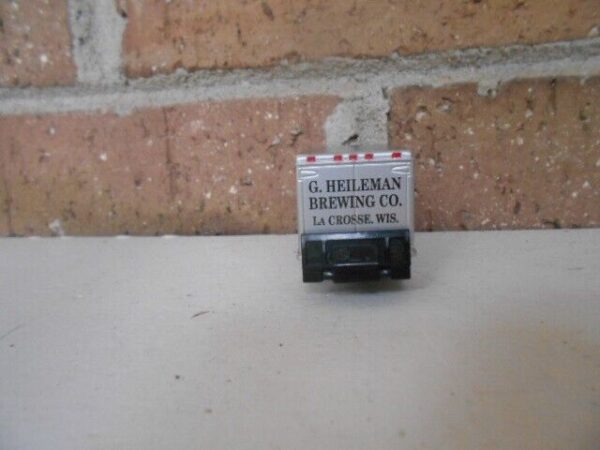 G. HEILEMAN
BREWING CO.
LA CROSSE, WIS.